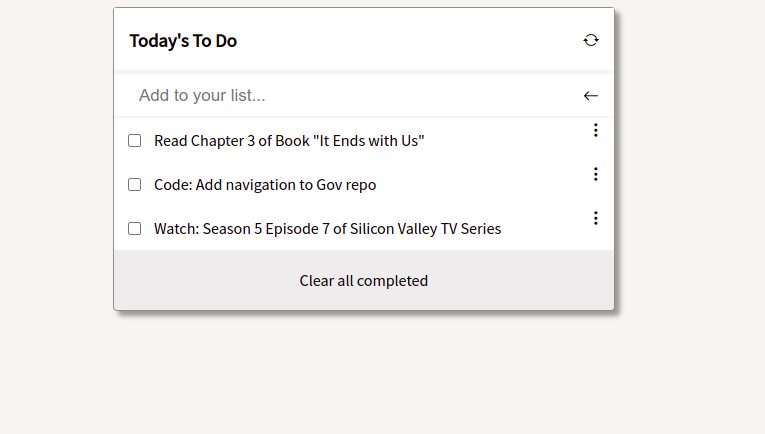 Today's To Do
Add to your list...
Read Chapter 3 of Book "It Ends with Us"
Code: Add navigation to Gov repo
Watch: Season 5 Episode 7 of Silicon Valley TV Series
Clear all completed